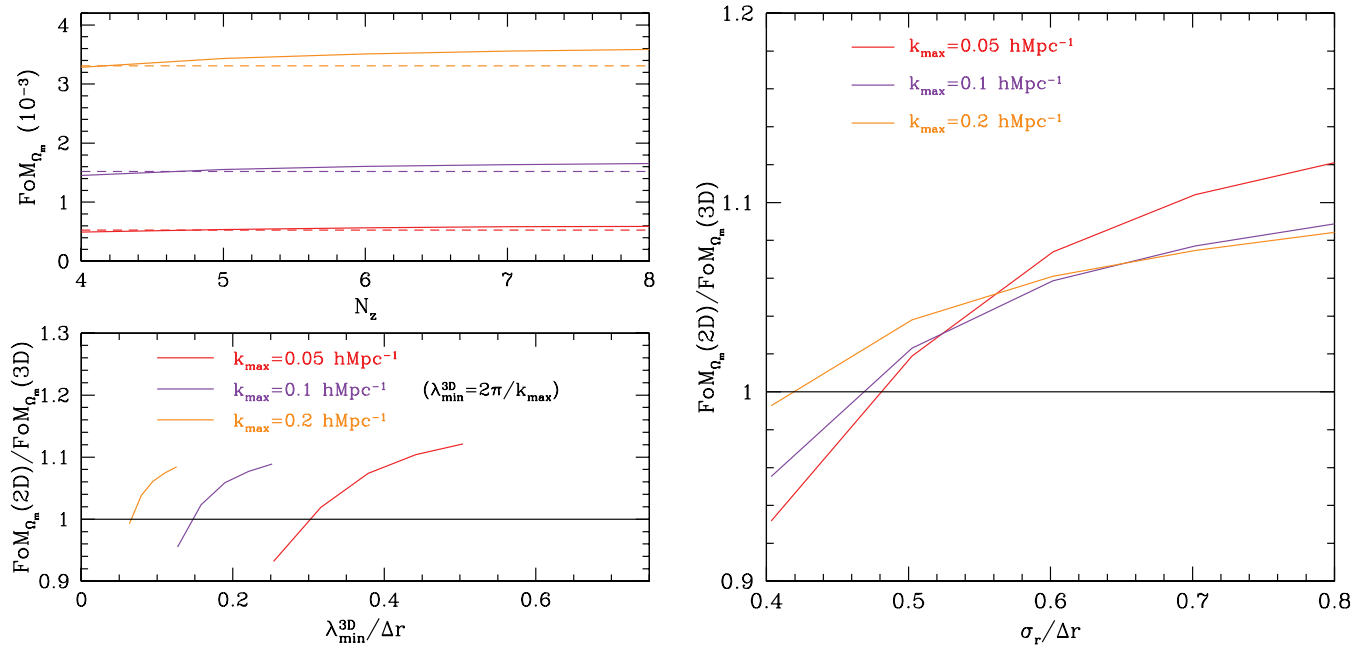 4
3
2
1
0
FoM_Ωm (10⁻³)
4 5 6 7 8
N_z
1.3
1.2
1.1
1
0.9
FoM_Ωm(2D)/FoM_Ωm(3D)
k_max=0.05 hMpc⁻¹
k_max=0.1 hMpc⁻¹ (λ³ᴰ_min=2π/k_max)
k_max=0.2 hMpc⁻¹
0 0.2 0.4 0.6
λ³ᴰ_min/Δr
1.2
1.1
1
0.9
FoM_Ωm(2D)/FoM_Ωm(3D)
k_max=0.05 hMpc⁻¹
k_max=0.1 hMpc⁻¹
k_max=0.2 hMpc⁻¹
0.4 0.5 0.6 0.7 0.8
σ_r/Δr